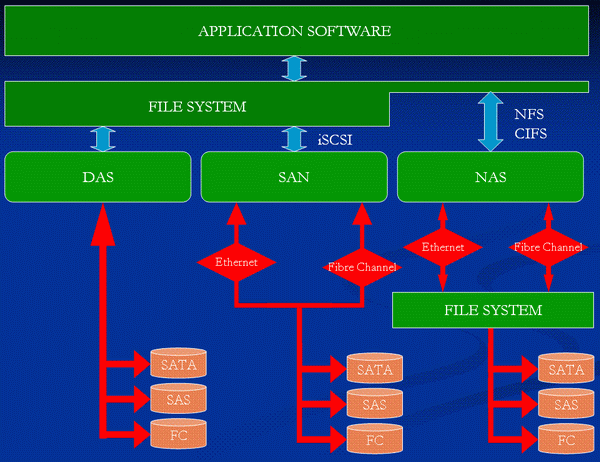 APPLICATION SOFTWARE
FILE SYSTEM
NFS
CIFS
iSCSI
DAS
SAN
NAS
Ethernet
Fibre Channel
Ethernet
Fibre Channel
FILE SYSTEM
SATA
SAS
FC
SATA
SAS
FC
SATA
SAS
FC